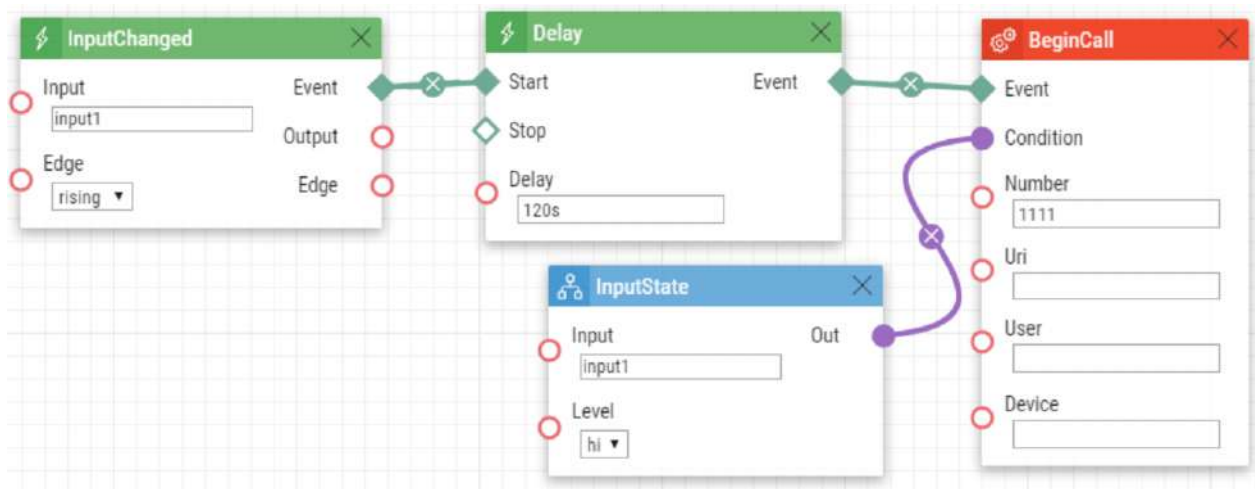 InputChanged
Input
input1
Edge
rising
Event
Output
Edge
Delay
Start
Stop
Delay
120s
Event
InputState
Input
input1
Level
hi
Out
BeginCall
Event
Condition
Number
1111
Uri
User
Device